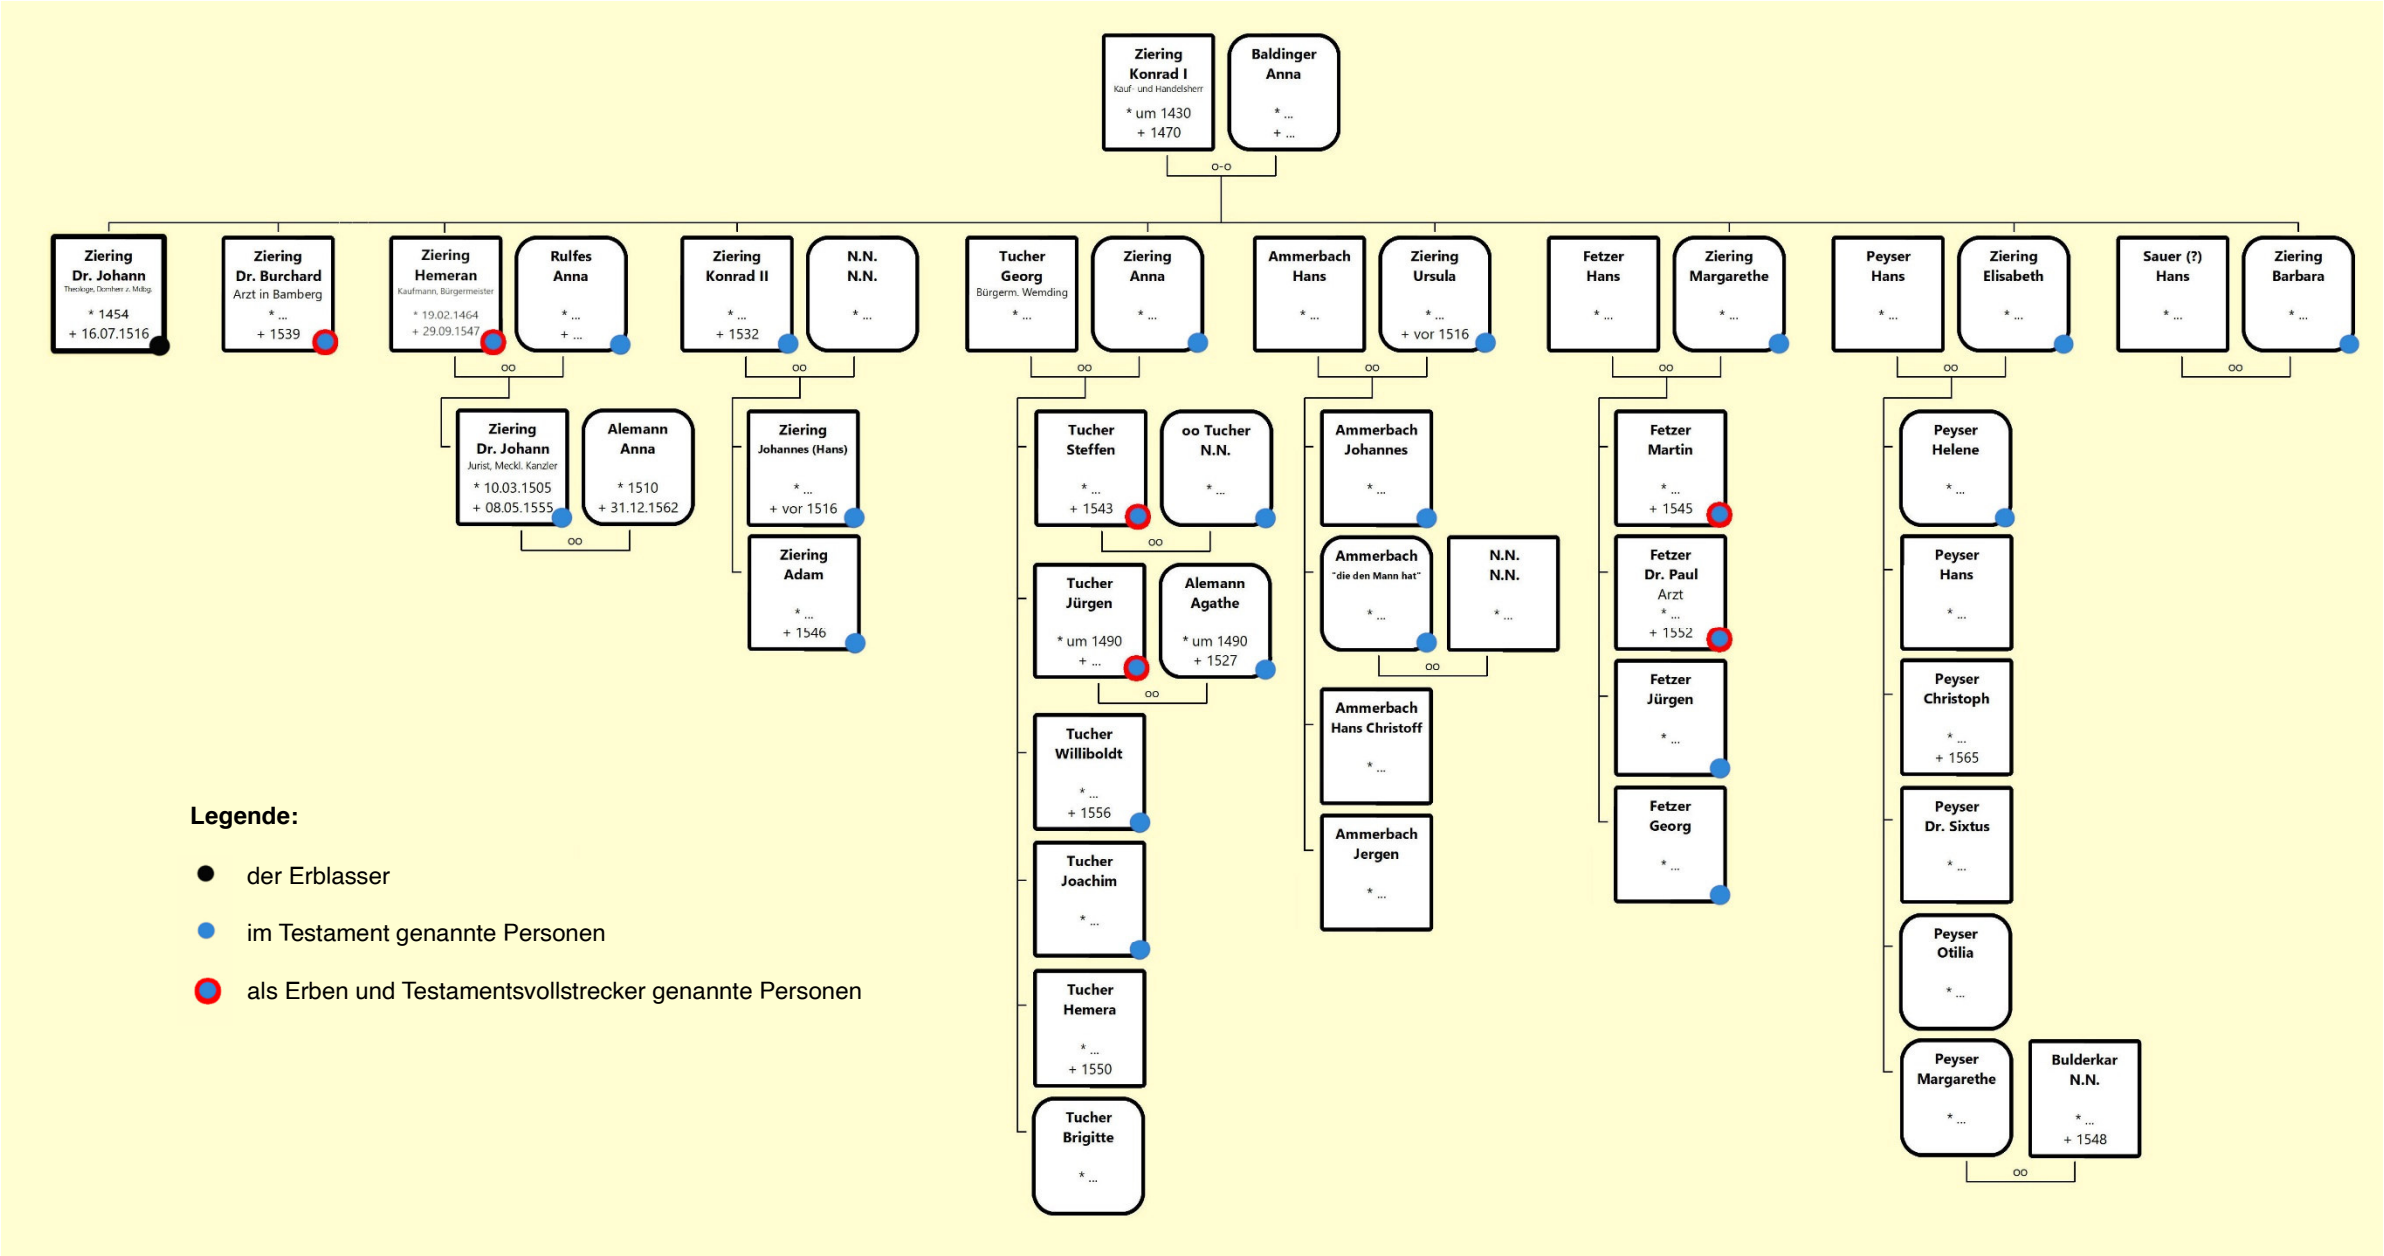 Ziering
Konrad I
Kauf- und Handelsherr
* um 1430
+ 1470
Baldinger
Anna
* ...
+ ...
o-o
Ziering
Dr. Johann
Theologe, Domherr z. Mdbg.
* 1454
+ 16.07.1516
Ziering
Dr. Burchard
Arzt in Bamberg
* ...
+ 1539
Ziering
Hemeran
Kaufmann, Bürgermeister
* 19.02.1464
+ 29.09.1547
Rulfes
Anna
* ...
+ ...
oo
Ziering
Konrad II
* ...
+ 1532
N.N.
N.N.
* ...
oo
Tucher
Georg
Bürgerm. Wemding
* ...
Ziering
Anna
* ...
oo
Ammerbach
Hans
* ...
Ziering
Ursula
* ...
+ vor 1516
oo
Fetzer
Hans
* ...
Ziering
Margarethe
* ...
oo
Peyser
Hans
* ...
Ziering
Elisabeth
* ...
oo
Sauer (?)
Hans
* ...
Ziering
Barbara
* ...
oo
Ziering
Dr. Johann
Jurist, Meckl. Kanzler
* 10.03.1505
+ 08.05.1555
Alemann
Anna
* 1510
+ 31.12.1562
oo
Ziering
Johannes (Hans)
* ...
+ vor 1516
Ziering
Adam
* ...
+ 1546
Tucher
Steffen
* ...
+ 1543
oo Tucher
N.N.
* ...
oo
Tucher
Jürgen
* um 1490
+ ...
Alemann
Agathe
* um 1490
+ 1527
oo
Tucher
Williboldt
* ...
+ 1556
Tucher
Joachim
* ...
Tucher
Hemera
* ...
+ 1550
Tucher
Brigitte
* ...
Ammerbach
Johannes
* ...
Ammerbach
"die den Mann hat"
* ...
N.N.
N.N.
* ...
oo
Ammerbach
Hans Christoff
* ...
Ammerbach
Jergen
* ...
Fetzer
Martin
* ...
+ 1545
Fetzer
Dr. Paul
Arzt
* ...
+ 1552
Fetzer
Jürgen
* ...
Fetzer
Georg
* ...
Peyser
Helene
* ...
Peyser
Hans
* ...
Peyser
Christoph
* ...
+ 1565
Peyser
Dr. Sixtus
* ...
Peyser
Otilia
* ...
Peyser
Margarethe
* ...
Bulderkar
N.N.
* ...
+ 1548
oo
Legende:
der Erblasser
im Testament genannte Personen
als Erben und Testamentsvollstrecker genannte Personen